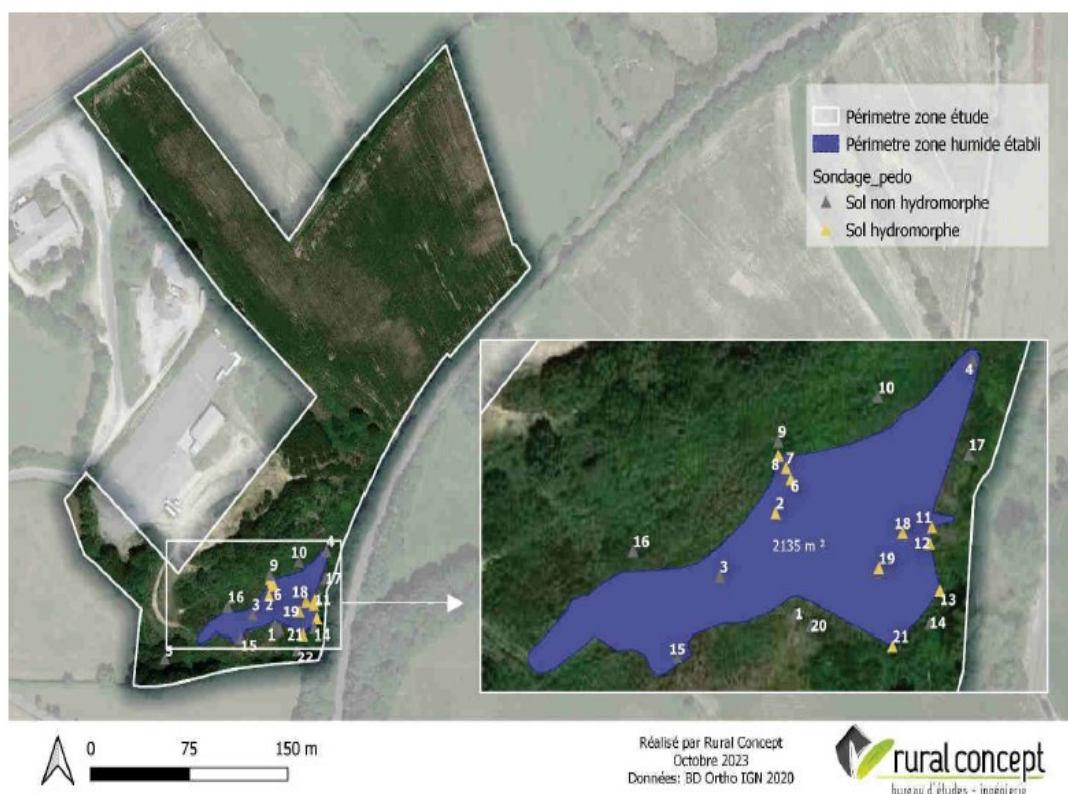 Périmetre zone étude
Périmetre zone humide établi
Sondage_pedo
Sol non hydromorphe
Sol hydromorphe
4
10
9
17
8 7
6
2
18 11
12
2135 m²
16
19
3
13
1 20 14
21
15
4
10
9
17
6
2 18
16 3 19 11
1 21 14
15
5 22
0 75 150 m
Réalisé par Rural Concept
Octobre 2023
Données: BD Ortho IGN 2020
rural concept
bureau d'études - ingénierie